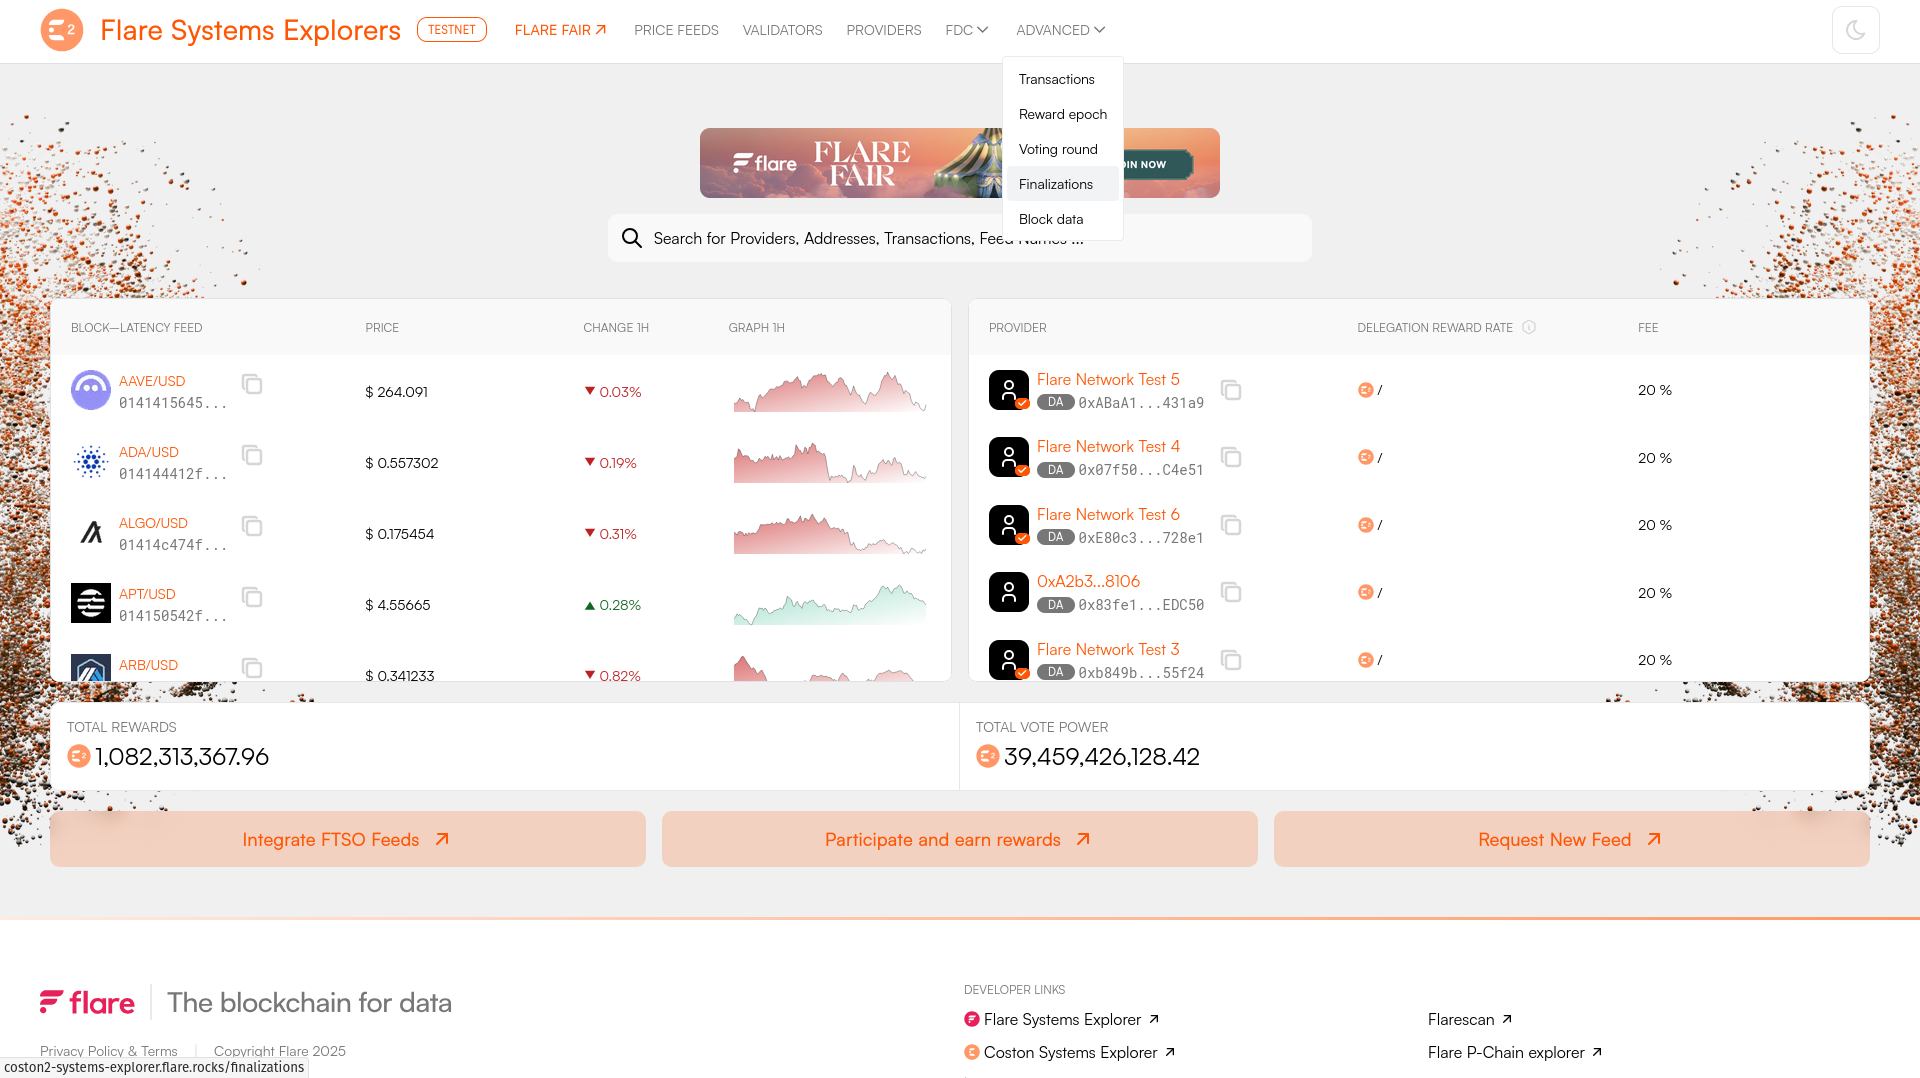 Flare Systems Explorers
TESTNET
FLARE FAIR
PRICE FEEDS
VALIDATORS
PROVIDERS
FDC
ADVANCED
Transactions
Reward epoch
Voting round
Finalizations
Block data
flare
FLARE
FAIR
OIN NOW
Search for Providers, Addresses, Transactions, Feed Names ...
BLOCK–LATENCY FEED PRICE CHANGE 1H GRAPH 1H
AAVE/USD
0141415645...
$ 264.091
0.03%
ADA/USD
014144412f...
$ 0.557302
0.19%
ALGO/USD
01414c474f...
$ 0.175454
0.31%
APT/USD
014150542f...
$ 4.55665
0.28%
ARB/USD
$ 0.341233
0.82%
PROVIDER DELEGATION REWARD RATE FEE
Flare Network Test 5
DA 0xABaA1...431a9
/
20 %
Flare Network Test 4
DA 0x07f50...C4e51
/
20 %
Flare Network Test 6
DA 0xE80c3...728e1
/
20 %
0xA2b3...8106
DA 0x83fe1...EDC50
/
20 %
Flare Network Test 3
DA 0xb849b...55f24
/
20 %
TOTAL REWARDS
1,082,313,367.96
TOTAL VOTE POWER
39,459,426,128.42
Integrate FTSO Feeds
Participate and earn rewards
Request New Feed
flare
The blockchain for data
Privacy Policy & Terms
Copyright Flare 2025
DEVELOPER LINKS
Flare Systems Explorer
Coston Systems Explorer
Flarescan
Flare P-Chain explorer
coston2-systems-explorer.flare.rocks/finalizations